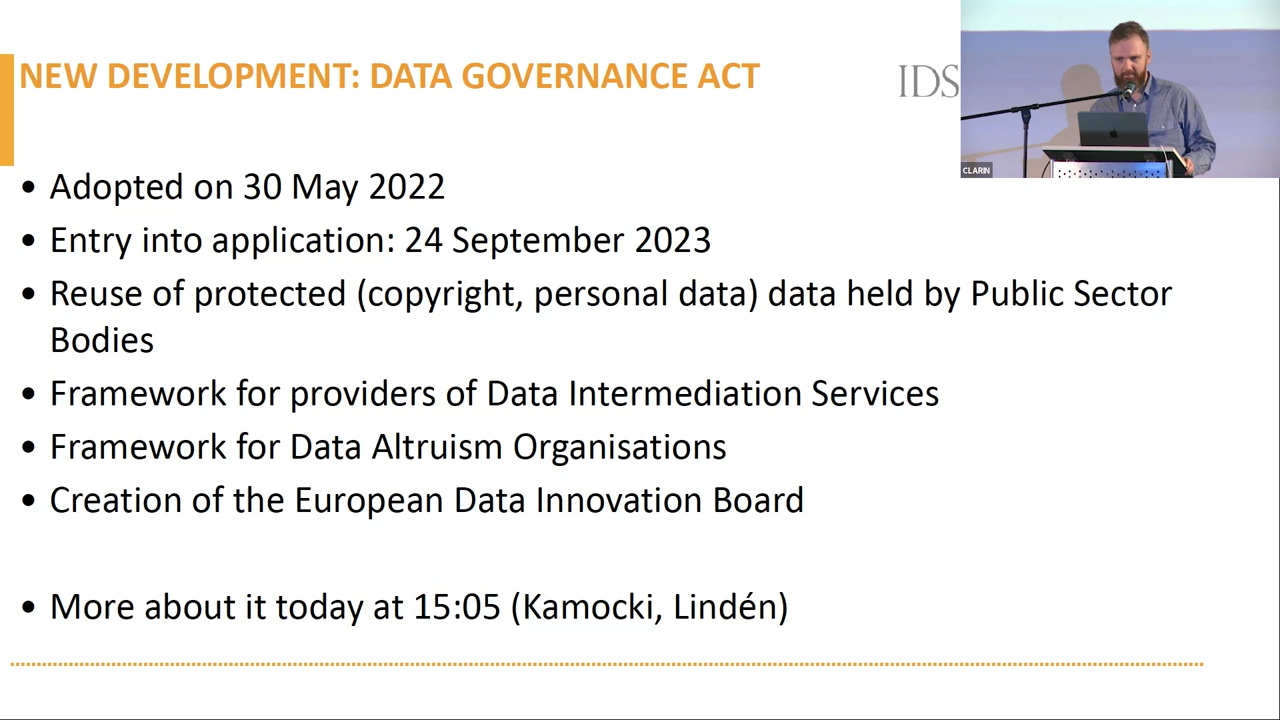 NEW DEVELOPMENT: DATA GOVERNANCE ACT
IDS
CLARIN
• Adopted on 30 May 2022
• Entry into application: 24 September 2023
• Reuse of protected (copyright, personal data) data held by Public Sector
Bodies
• Framework for providers of Data Intermediation Services
• Framework for Data Altruism Organisations
• Creation of the European Data Innovation Board
• More about it today at 15:05 (Kamocki, Lindén)